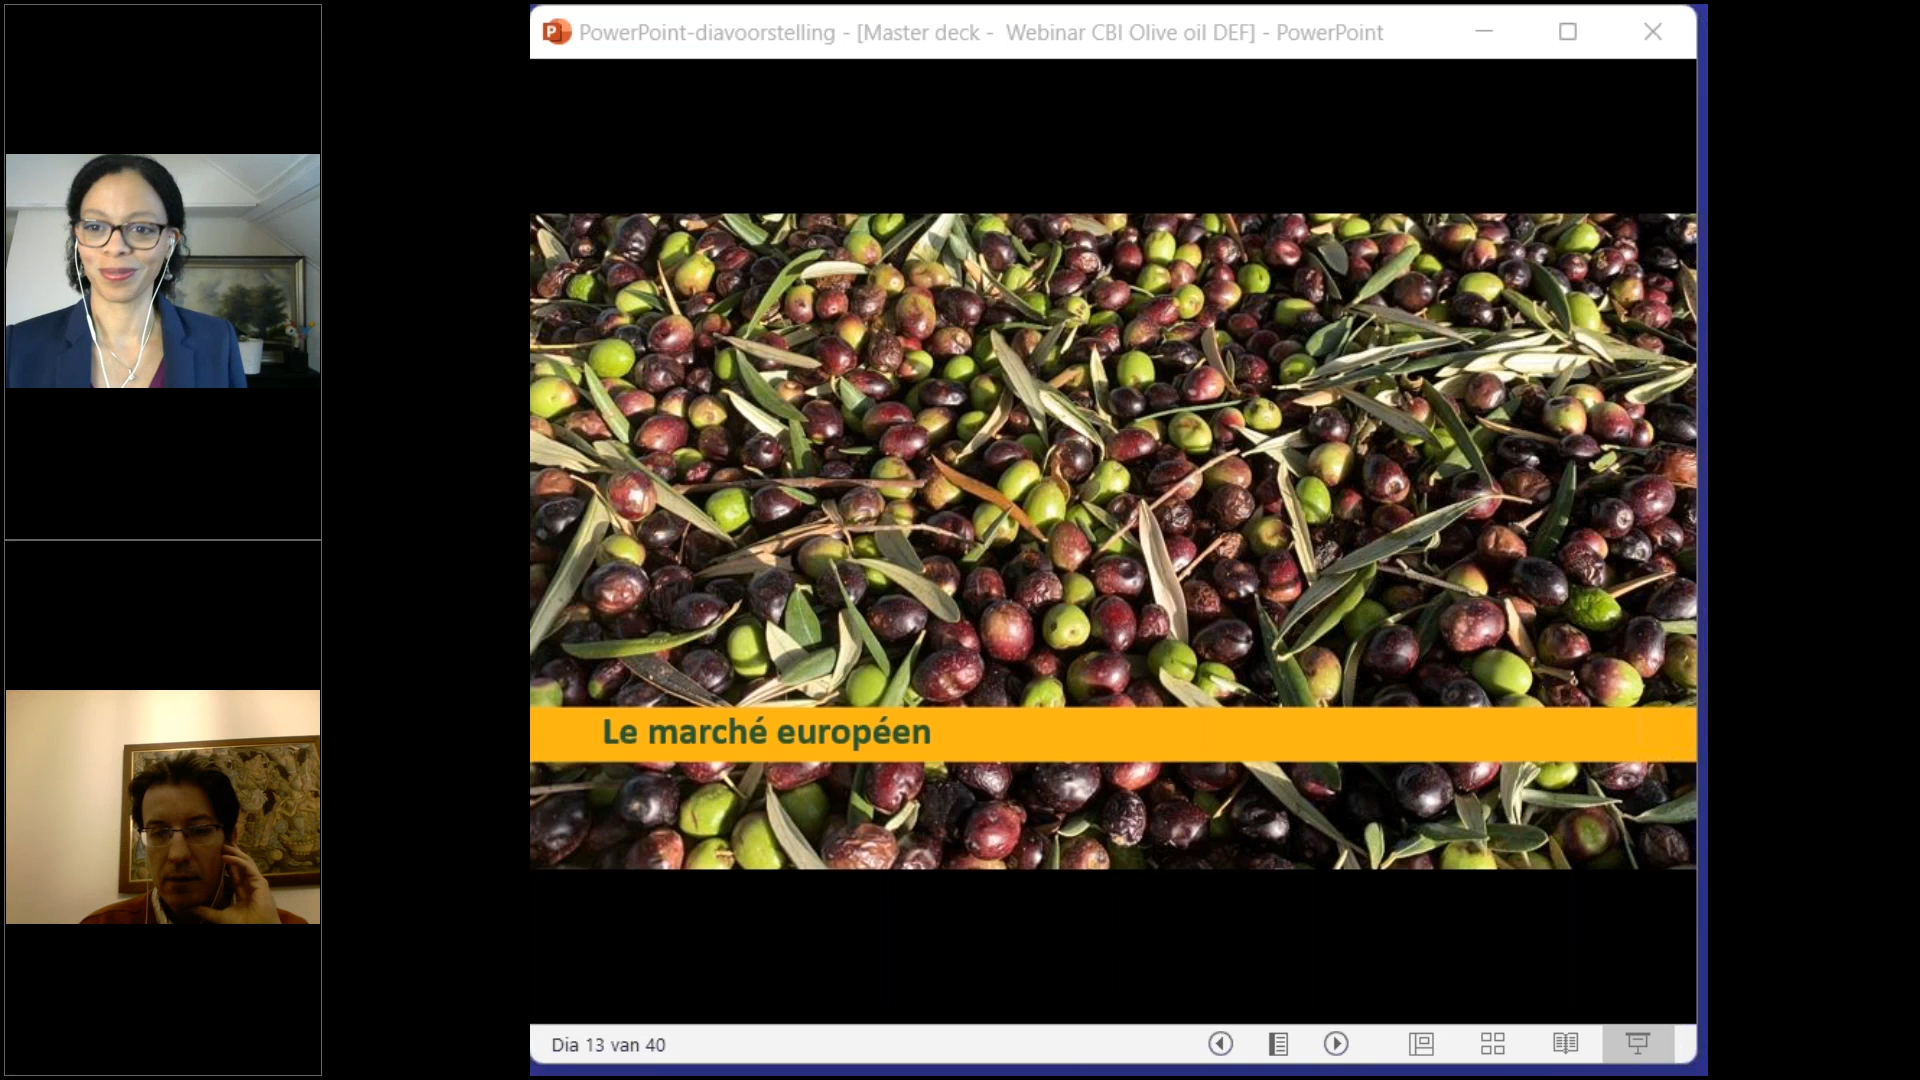 PowerPoint-diavoorstelling - [Master deck - Webinar CBI Olive oil DEF] - PowerPoint
Le marché européen
Dia 13 van 40